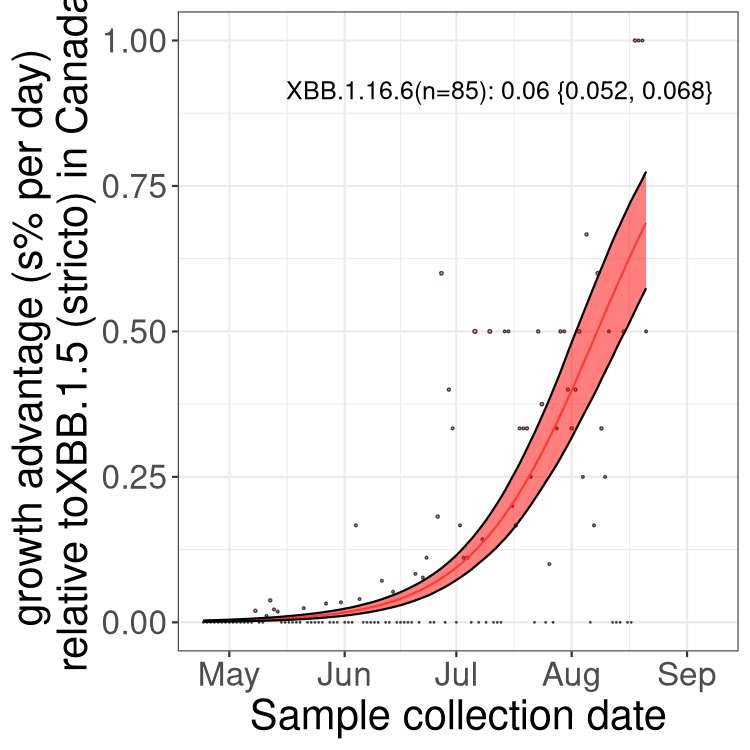 growth advantage (s% per day)
relative toXBB.1.5 (stricto) in Canada
1.00
XBB.1.16.6(n=85): 0.06 {0.052, 0.068}
0.75
0.50
0.25
0.00
May Jun Jul Aug Sep
Sample collection date